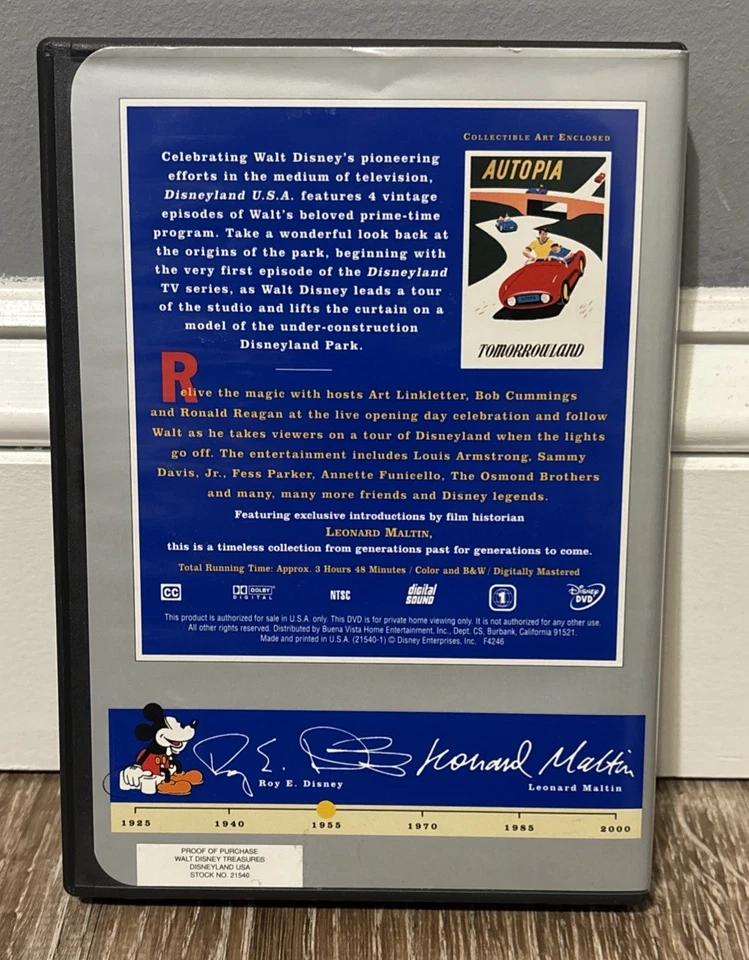 COLLECTIBLE ART ENCLOSED
AUTOPIA
TOMORROWLAND
Celebrating Walt Disney's pioneering
efforts in the medium of television,
Disneyland U.S.A. features 4 vintage
episodes of Walt's beloved prime-time
program. Take a wonderful look back at
the origins of the park, beginning with
the very first episode of the Disneyland
TV series, as Walt Disney leads a tour
of the studio and lifts the curtain on a
model of the under-construction
Disneyland Park.
Relive the magic with hosts Art Linkletter, Bob Cummings
and Ronald Reagan at the live opening day celebration and follow
Walt as he takes viewers on a tour of Disneyland when the lights
go off. The entertainment includes Louis Armstrong, Sammy
Davis, Jr., Fess Parker, Annette Funicello, The Osmond Brothers
and many, many more friends and Disney legends.
Featuring exclusive introductions by film historian
LEONARD MALTIN,
this is a timeless collection from generations past for generations to come.
Total Running Time: Approx. 3 Hours 48 Minutes / Color and B&W / Digitally Mastered
CC DOLBY DIGITAL NTSC digital SOUND 1 Disney DVD
This product is authorized for sale in U.S.A. only. This DVD is for private home viewing only. It is not authorized for any other use.
All other rights reserved. Distributed by Buena Vista Home Entertainment, Inc., Dept. CS, Burbank, California 91521.
Made and printed in U.S.A. (21540-1) © Disney Enterprises, Inc. F4246
Roy E. Disney Leonard Maltin
Roy E. Disney Leonard Maltin
1925 1940 1955 1970 1985 2000
PROOF OF PURCHASE
WALT DISNEY TREASURES
DISNEYLAND USA
STOCK NO. 21540